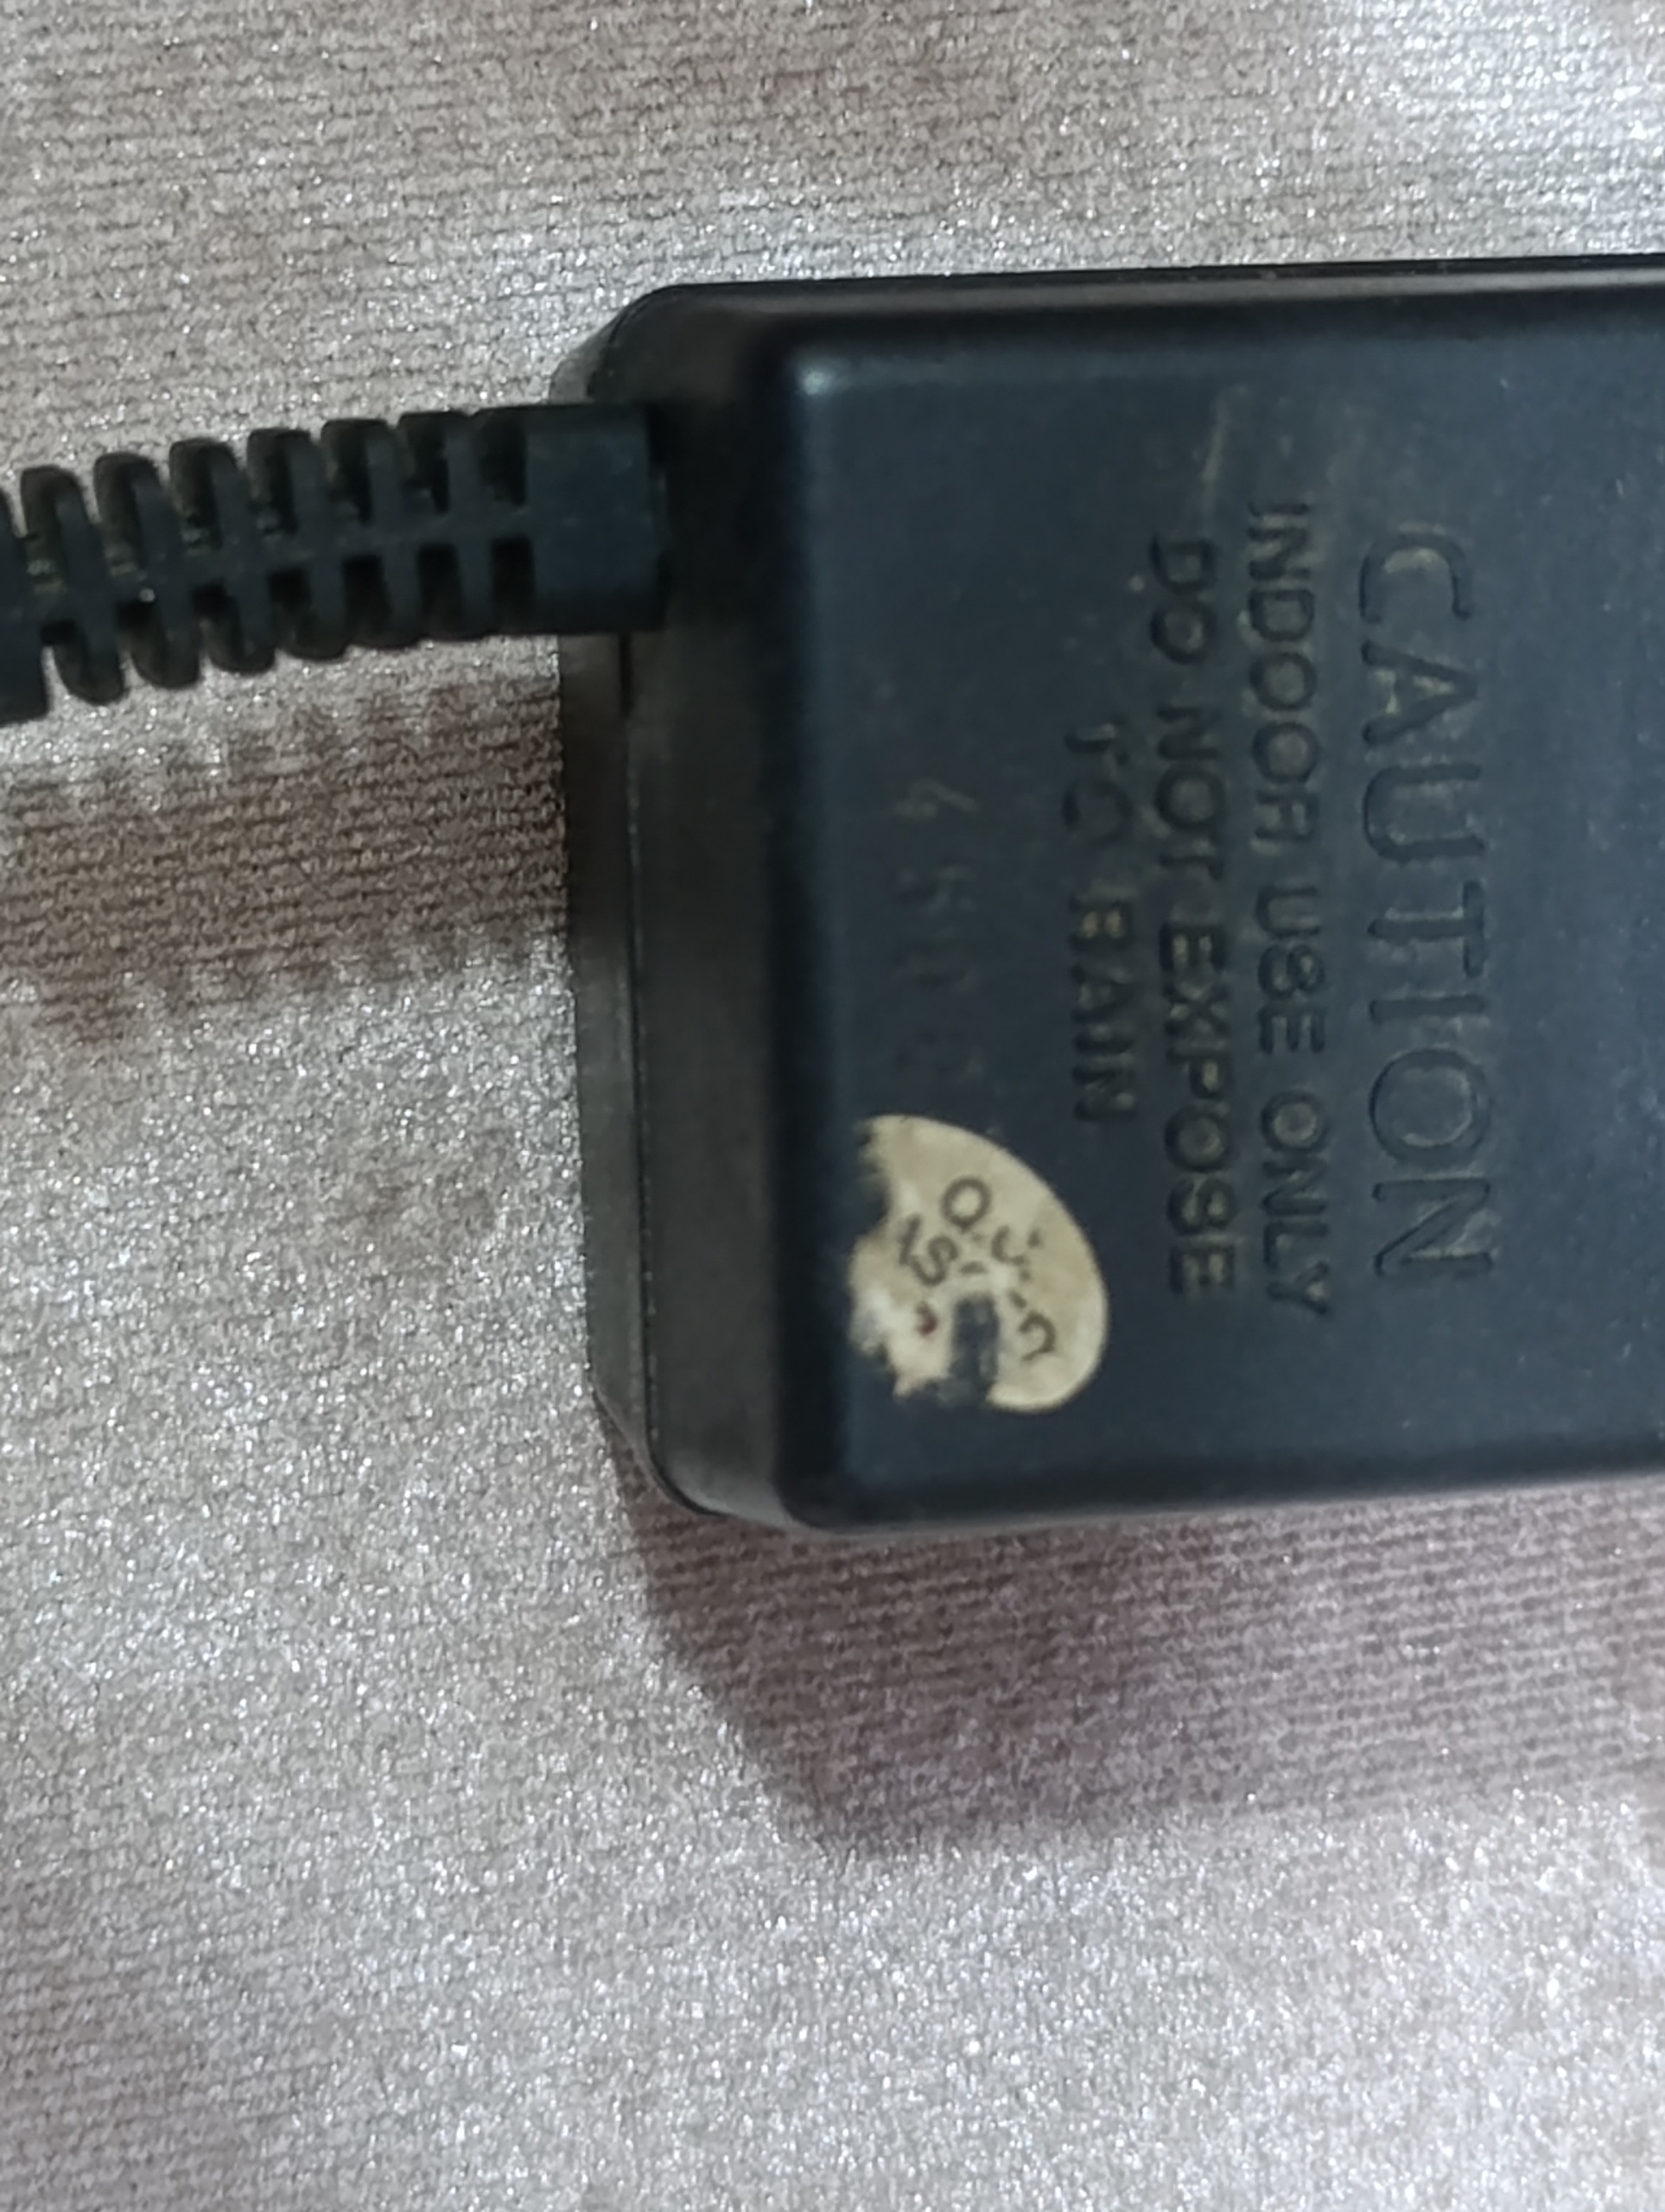 CAUTION
INDOOR USE ONLY
DO NOT EXPOSE
TO RAIN